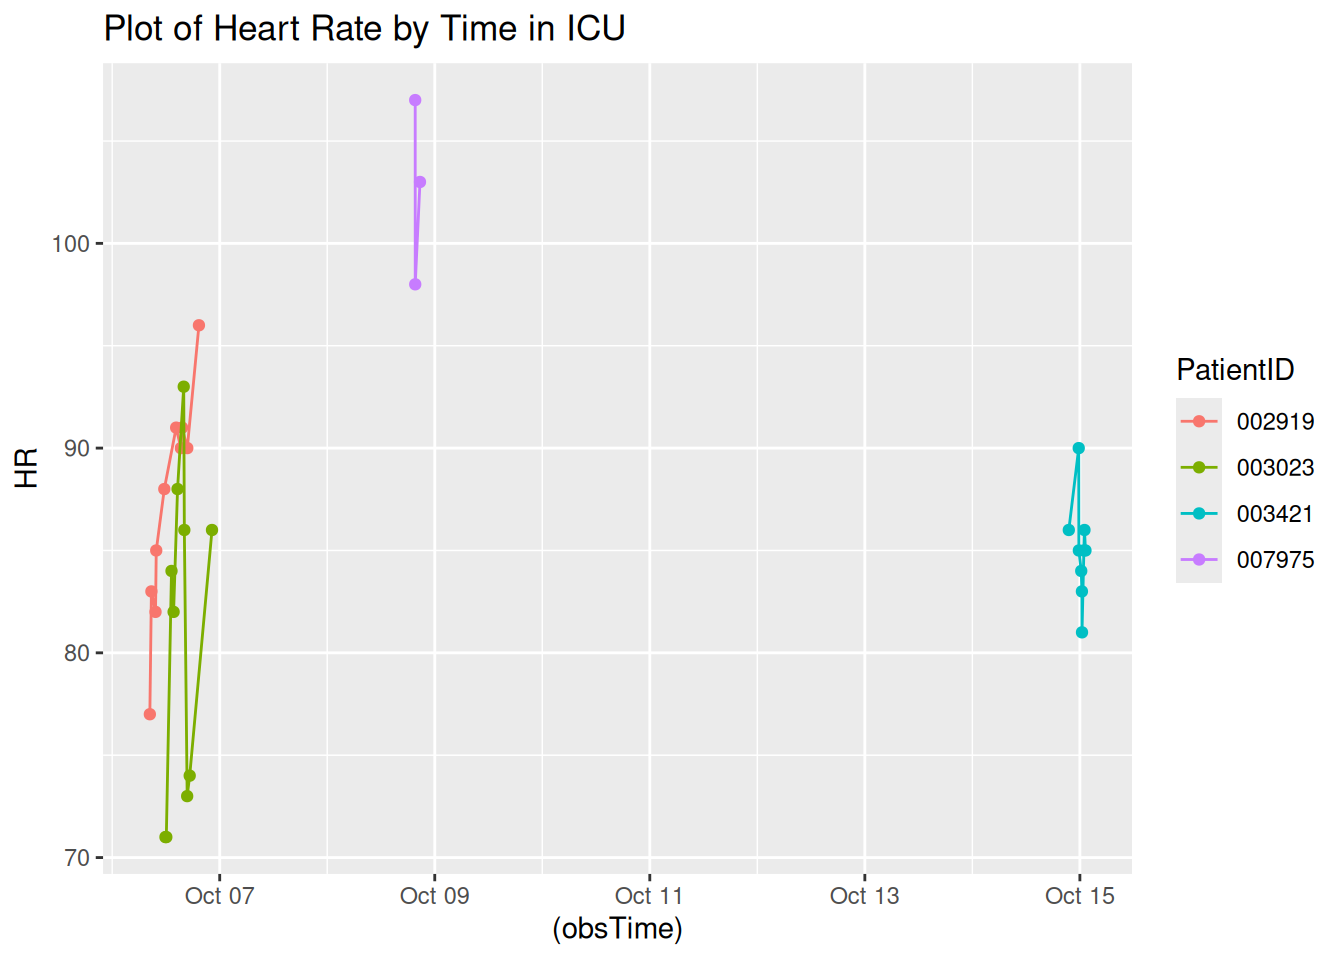 Plot of Heart Rate by Time in ICU
HR
100
90
80
70
Oct 07
Oct 09
Oct 11
Oct 13
Oct 15
(obsTime)
PatientID
002919
003023
003421
007975